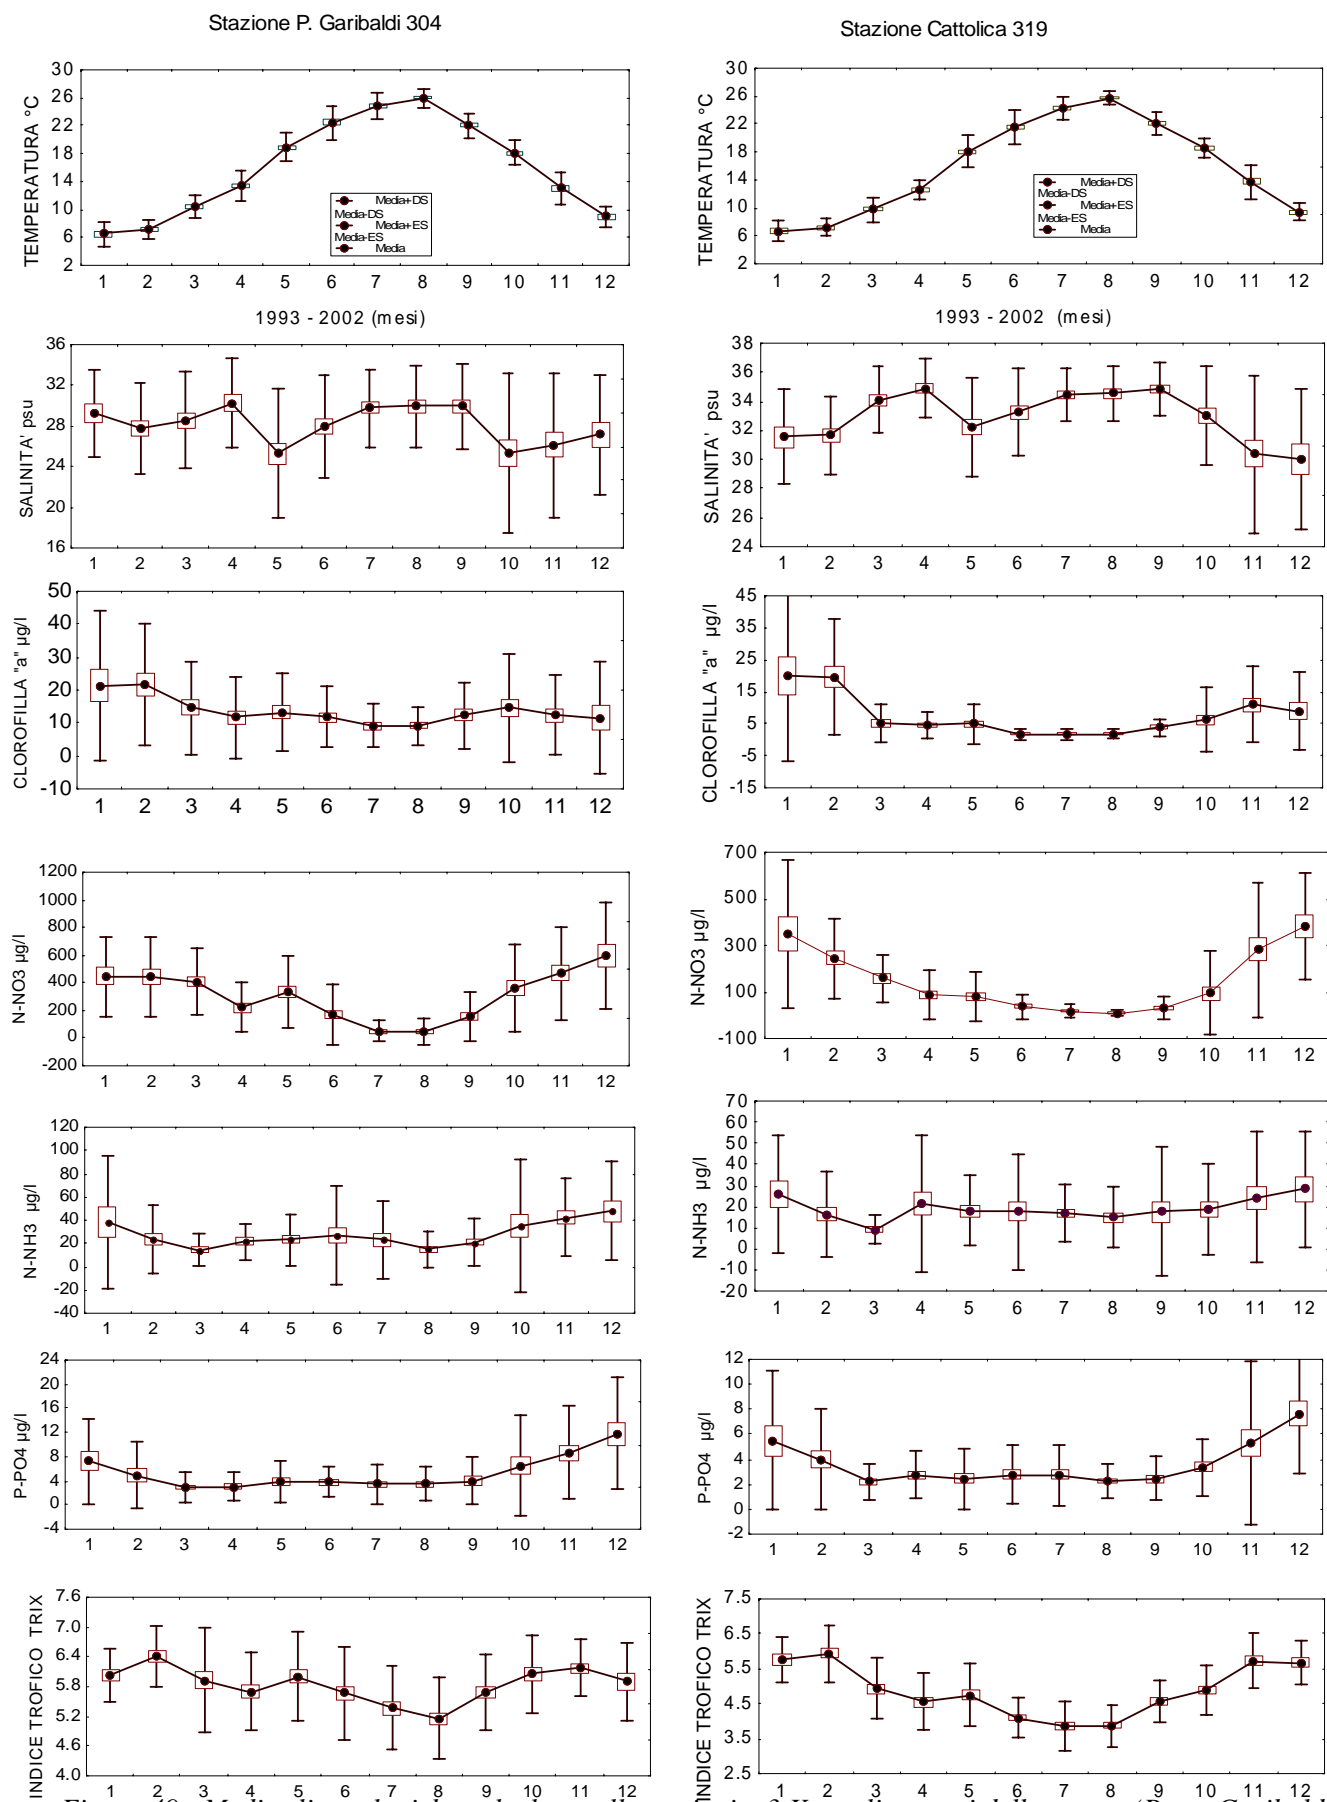 Stazione P. Garibaldi 304
30
26
22
18
14
10
6
2
TEMPERATURA °C
Media+DS
Media-DS
Media+ES
Media-ES
Media
1 2 3 4 5 6 7 8 9 10 11 12
1993 - 2002 (mesi)
36
32
28
24
20
16
SALINITA' psu
1 2 3 4 5 6 7 8 9 10 11 12
50
40
30
20
10
0
-10
CLOROFILLA "a" µg/l
1 2 3 4 5 6 7 8 9 10 11 12
1200
1000
800
600
400
200
0
-200
N-NO3 µg/l
1 2 3 4 5 6 7 8 9 10 11 12
120
100
80
60
40
20
0
-20
-40
N-NH3 µg/l
1 2 3 4 5 6 7 8 9 10 11 12
24
20
16
12
8
4
0
-4
P-PO4 µg/l
1 2 3 4 5 6 7 8 9 10 11 12
7.6
7.0
6.4
5.8
5.2
4.6
4.0
INDICE TROFICO TRIX
1 2 3 4 5 6 7 8 9 10 11 12
Stazione Cattolica 319
30
26
22
18
14
10
6
2
TEMPERATURA °C
Media+DS
Media-DS
Media+ES
Media-ES
Media
1 2 3 4 5 6 7 8 9 10 11 12
1993 - 2002 (mesi)
38
36
34
32
30
28
26
24
SALINITA' psu
1 2 3 4 5 6 7 8 9 10 11 12
45
35
25
15
5
-5
-15
CLOROFILLA "a" µg/l
1 2 3 4 5 6 7 8 9 10 11 12
700
500
300
100
-100
N-NO3 µg/l
1 2 3 4 5 6 7 8 9 10 11 12
70
60
50
40
30
20
10
0
-10
-20
N-NH3 µg/l
1 2 3 4 5 6 7 8 9 10 11 12
12
10
8
6
4
2
0
-2
P-PO4 µg/l
1 2 3 4 5 6 7 8 9 10 11 12
7.5
6.5
5.5
4.5
3.5
2.5
INDICE TROFICO TRIX
1 2 3 4 5 6 7 8 9 10 11 12